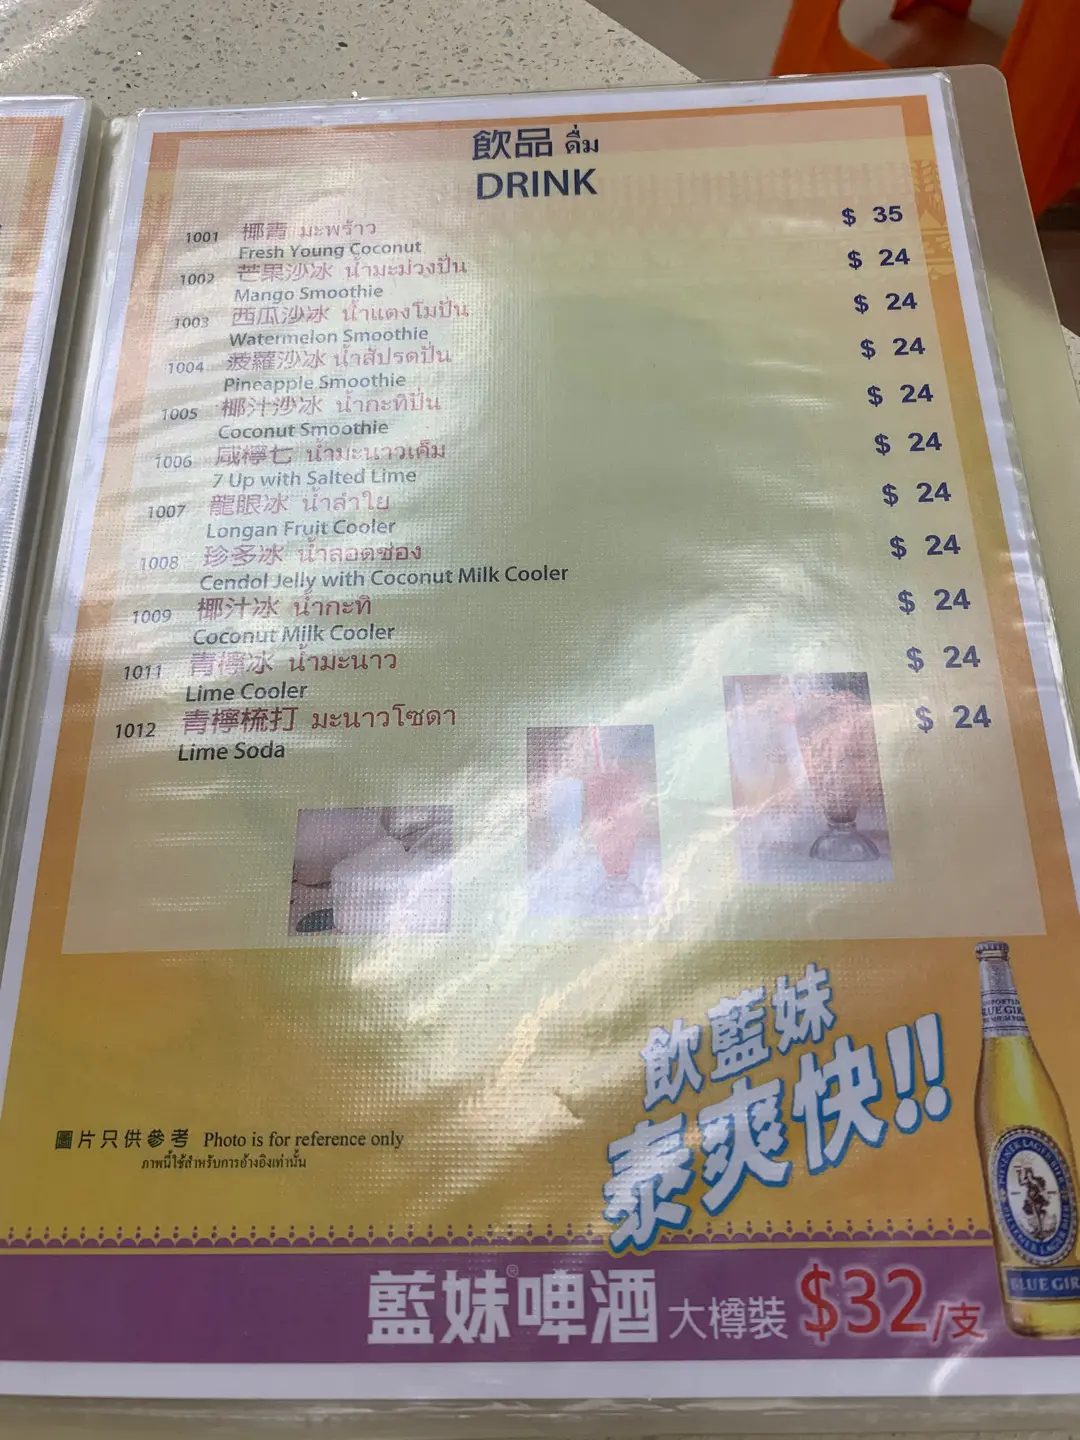 飲品 ดื่ม
DRINK
1001 椰青 มะพร้าว $ 35
Fresh Young Coconut
1002 芒果沙冰 น้ำมะม่วงปั่น $ 24
Mango Smoothie
1003 西瓜沙冰 น้ำแตงโมปั่น $ 24
Watermelon Smoothie
1004 菠蘿沙冰 น้ำสัปรดปั่น $ 24
Pineapple Smoothie
1005 椰汁沙冰 น้ำกะทิปั่น $ 24
Coconut Smoothie
1006 咸檸七 น้ำมะนาวเค็ม $ 24
7 Up with Salted Lime
1007 龍眼冰 น้ำลำใย $ 24
Longan Fruit Cooler
1008 珍多冰 น้ำลอดช่อง $ 24
Cendol Jelly with Coconut Milk Cooler
1009 椰汁冰 น้ำกะทิ $ 24
Coconut Milk Cooler
1011 青檸冰 น้ำมะนาว $ 24
Lime Cooler
1012 青檸梳打 มะนาวโซดา $ 24
Lime Soda
飲藍妹
泰爽快!!
圖片只供參考 Photo is for reference only
ภาพนี้ใช้สำหรับการอ้างอิงเท่านั้น
藍妹®啤酒 大樽裝 $32/支
IMPORTED
BLUE GIRL
PILSENER LAGER BIER
BLUE GIR